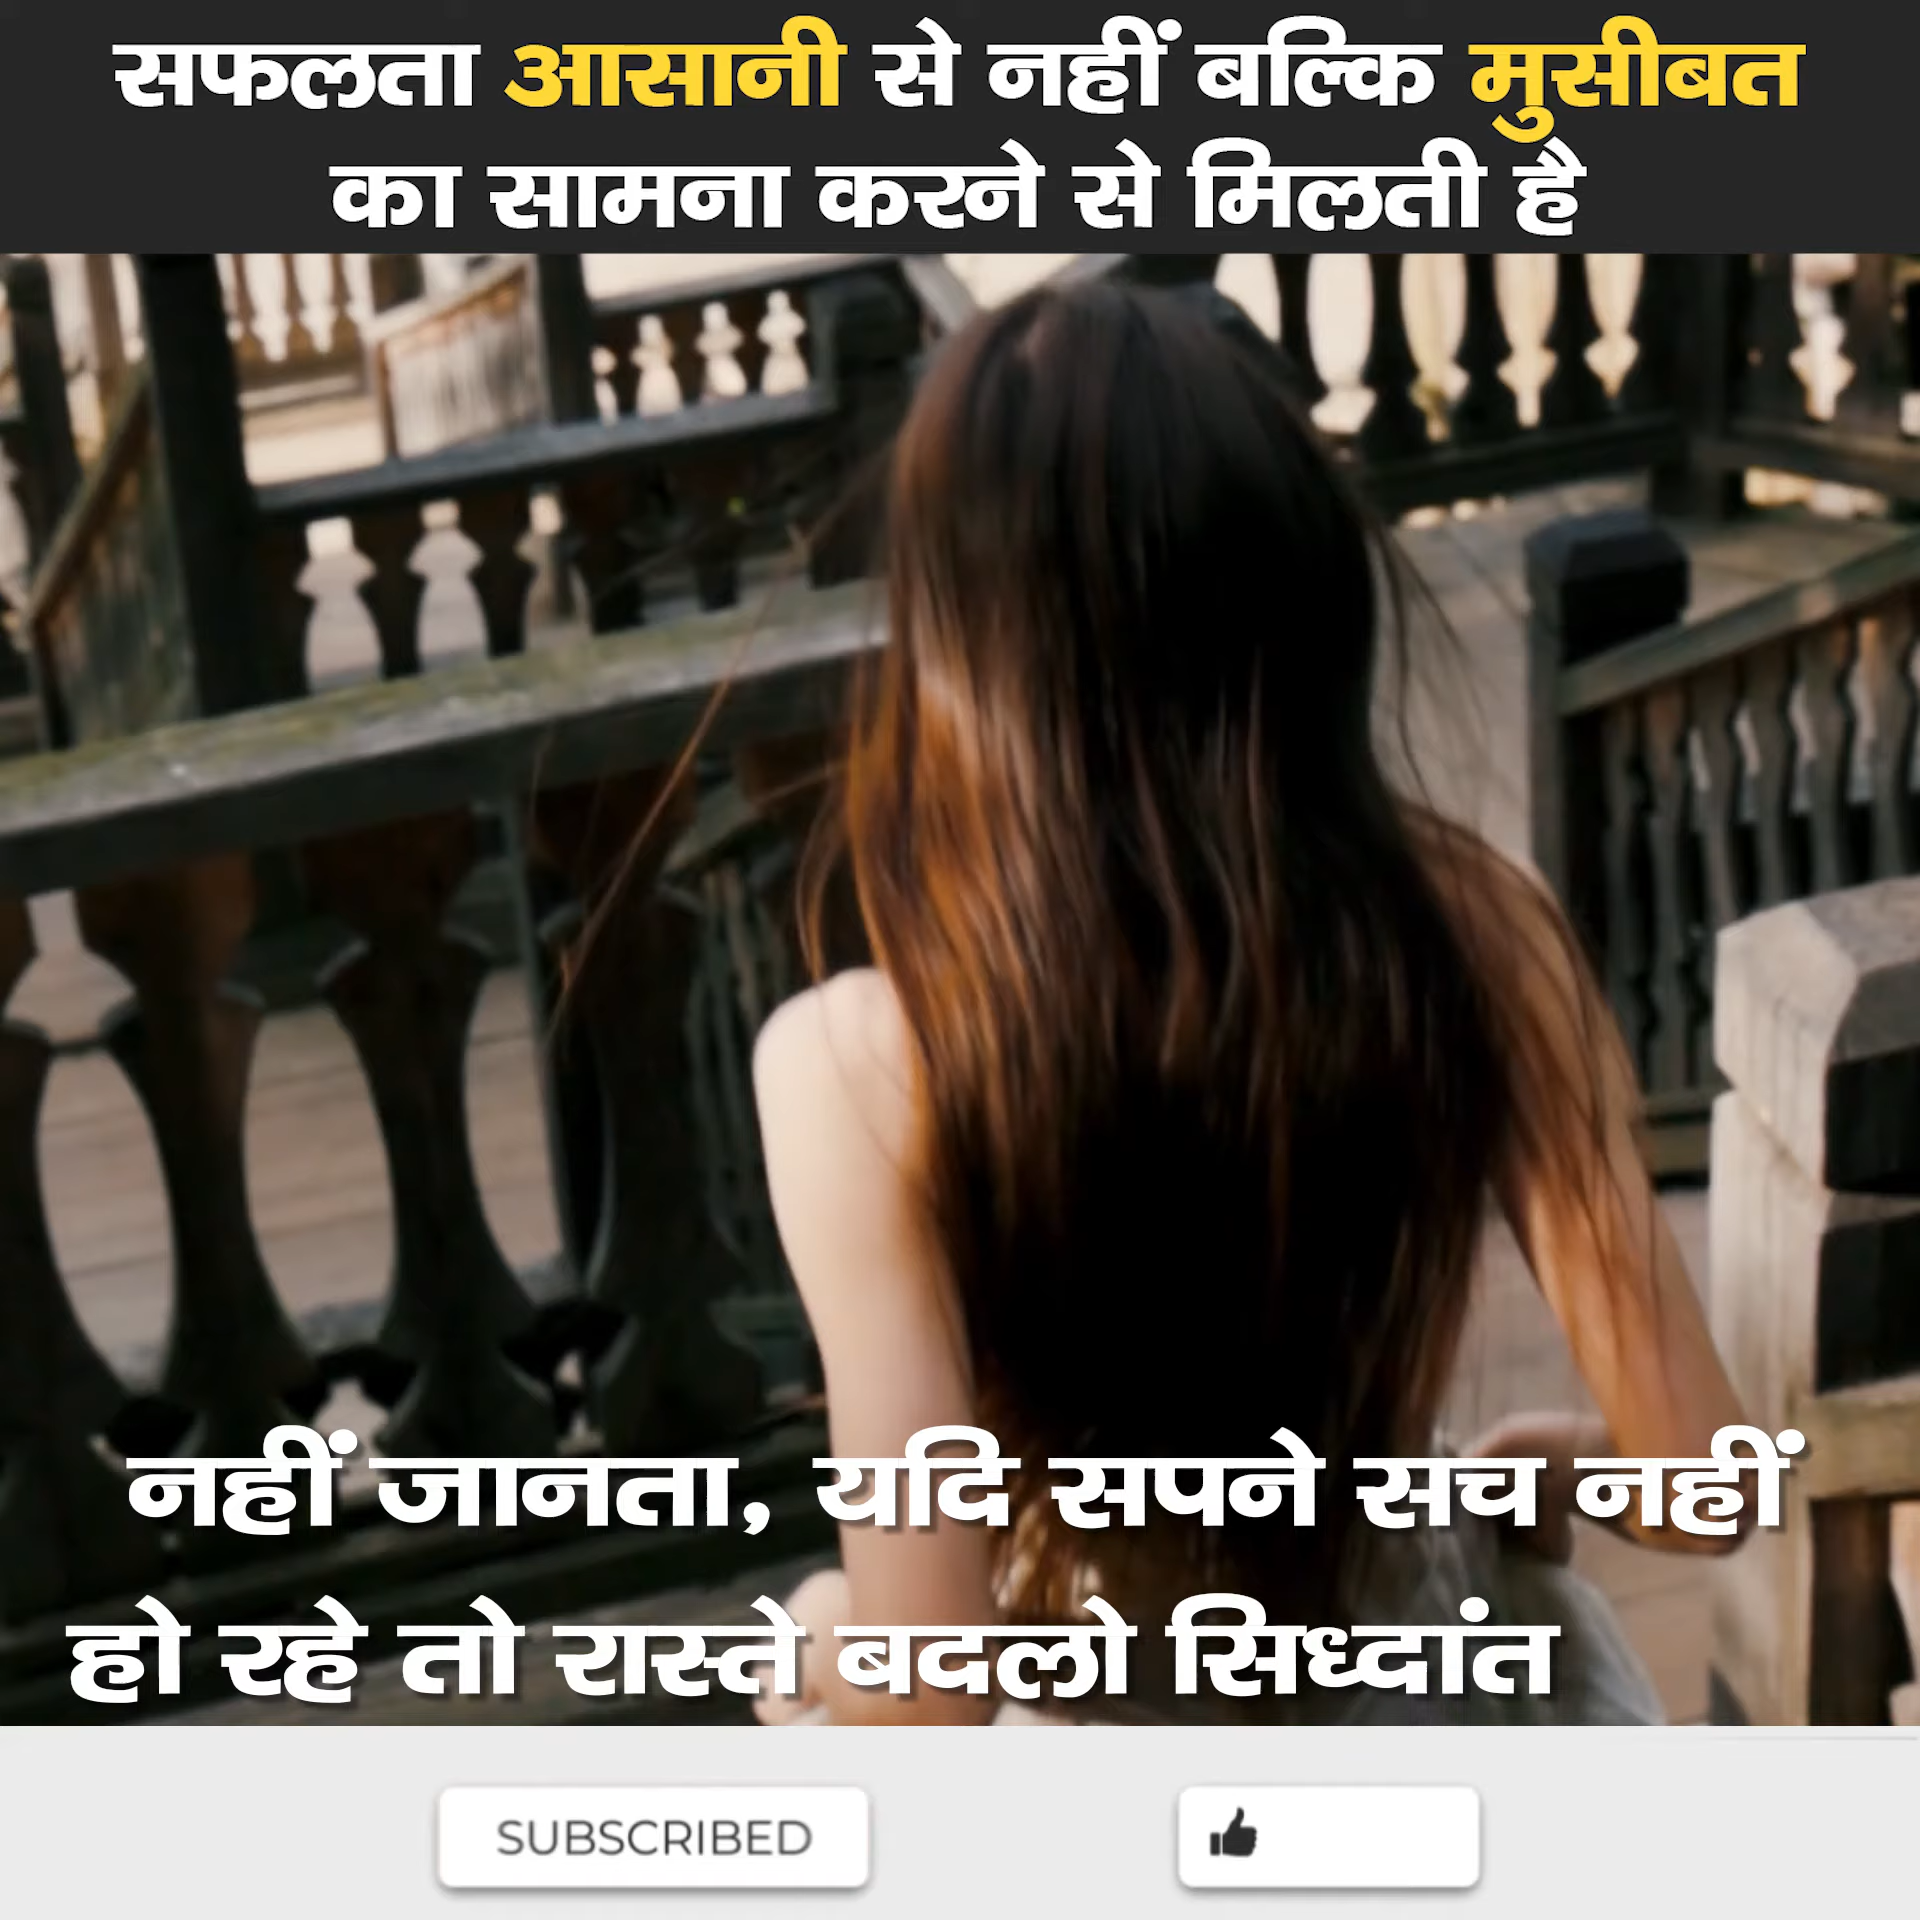 सफलता आसानी से नहीं बल्कि मुसीबत
का सामना करने से मिलती है
नहीं जानता, यदि सपने सच नहीं
हो रहे तो रास्ते बदलो सिध्दांत
SUBSCRIBED